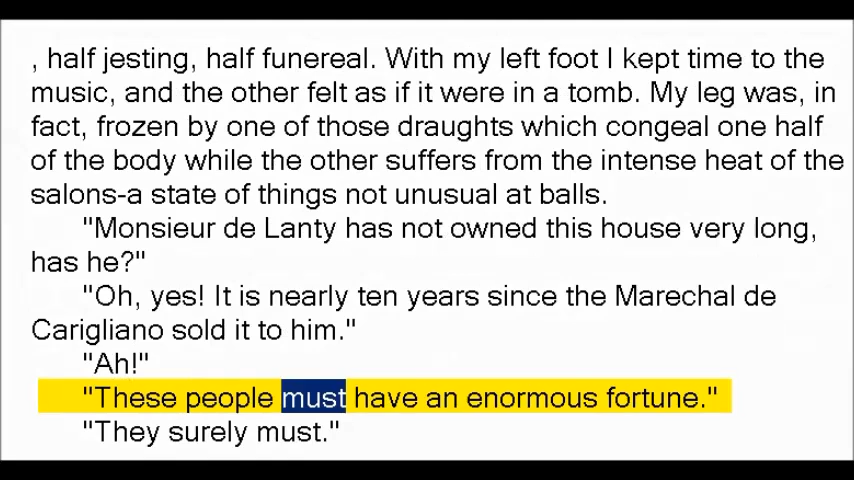 , half jesting, half funereal. With my left foot I kept time to the
music, and the other felt as if it were in a tomb. My leg was, in
fact, frozen by one of those draughts which congeal one half
of the body while the other suffers from the intense heat of the
salons-a state of things not unusual at balls.
"Monsieur de Lanty has not owned this house very long,
has he?"
"Oh, yes! It is nearly ten years since the Marechal de
Carigliano sold it to him."
"Ah!"
"These people must have an enormous fortune."
"They surely must."